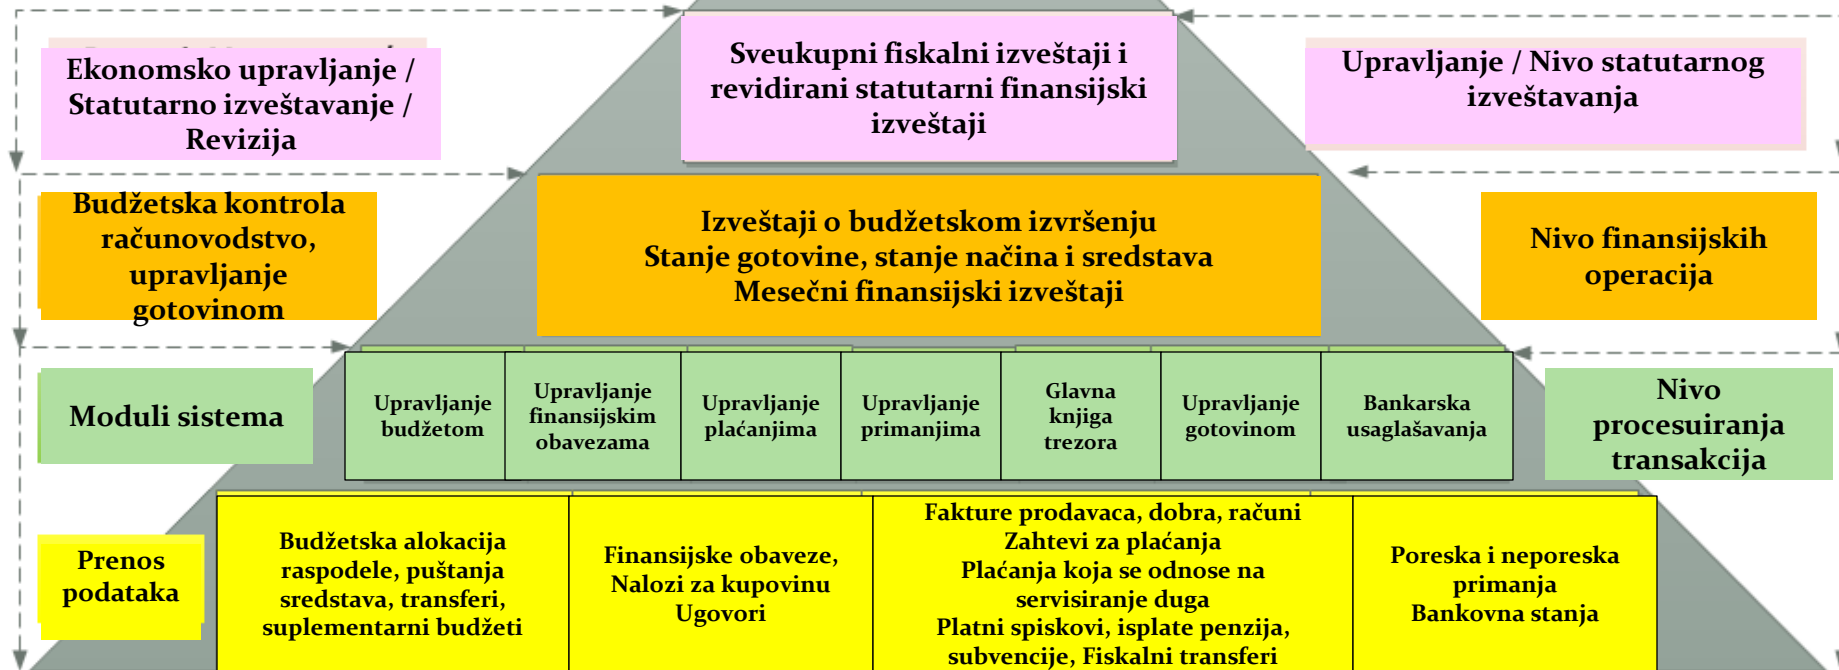 Ekonomsko upravljanje /
Statutarno izveštavanje /
Revizija
Sveukupni fiskalni izveštaji i
revidirani statutarni finansijski
izveštaji
Upravljanje / Nivo statutarnog
izveštavanja
Budžetska kontrola
računovodstvo,
upravljanje
gotovinom
Izveštaji o budžetskom izvršenju
Stanje gotovine, stanje načina i sredstava
Mesečni finansijski izveštaji
Nivo finansijskih
operacija
Moduli sistema
Upravljanje
budžetom
Upravljanje
finansijskim
obavezama
Upravljanje
plaćanjima
Upravljanje
primanjima
Glavna
knjiga
trezora
Upravljanje
gotovinom
Bankarska
usaglašavanja
Nivo
procesuiranja
transakcija
Prenos
podataka
Budžetska alokacija
raspodele, puštanja
sredstava, transferi,
suplementarni budžeti
Finansijske obaveze,
Nalozi za kupovinu
Ugovori
Fakture prodavaca, dobra, računi
Zahtevi za plaćanja
Plaćanja koja se odnose na
servisiranje duga
Platni spiskovi, isplate penzija,
subvencije, Fiskalni transferi
Poreska i neporeska
primanja
Bankovna stanja